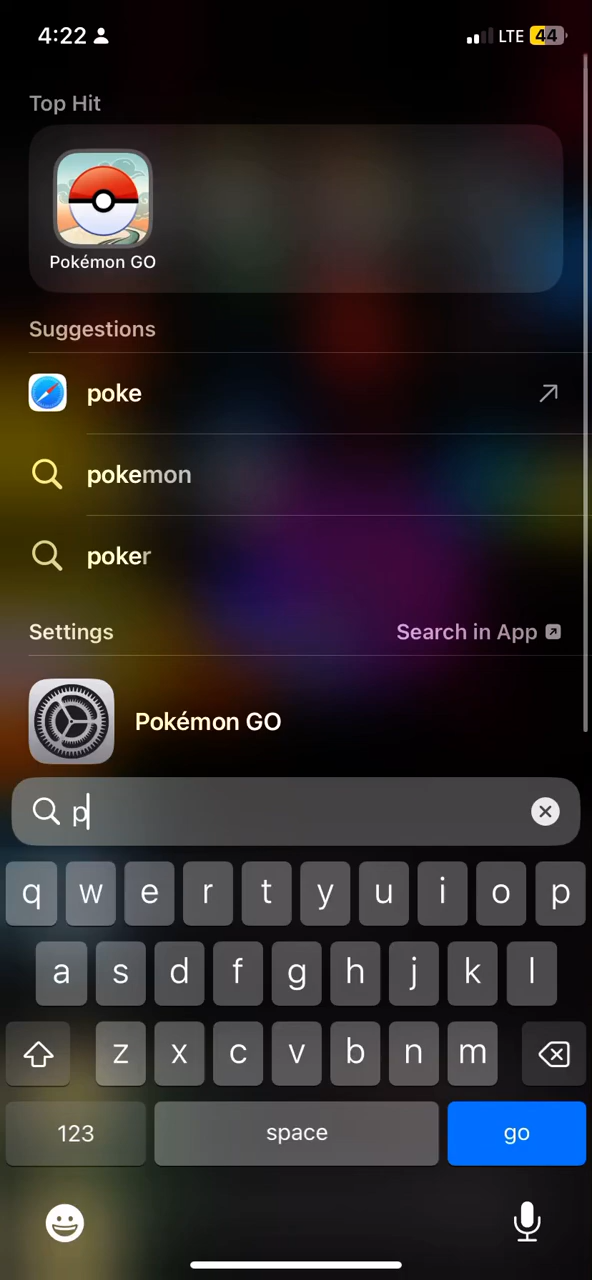 4:22 LTE 44
Top Hit
Pokémon GO
Suggestions
poke
pokemon
poker
Settings Search in App
Pokémon GO
p
q w e r t y u i o p
a s d f g h j k l
z x c v b n m
123 space go